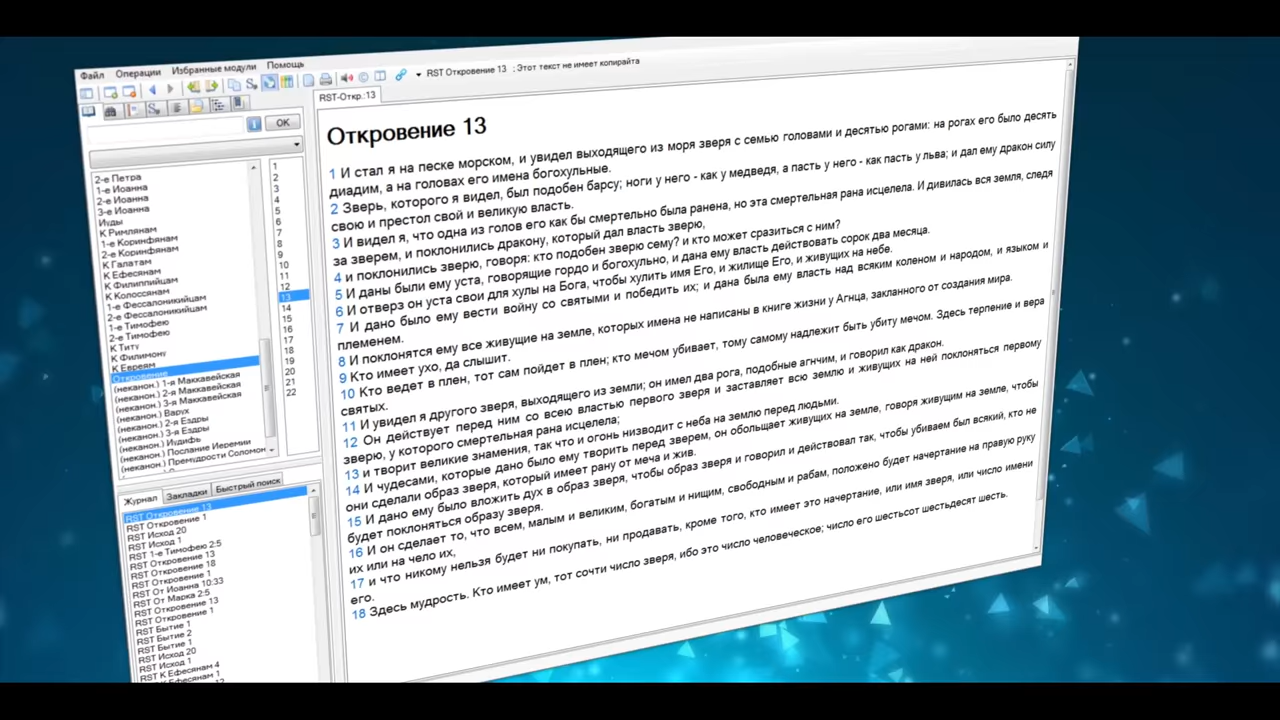 Файл Операции Избранные модули Помощь
RST Откровение 13 : Этот текст не имеет копирайта
RST-Откр.:13
OK
2-е Петра
1-е Иоанна
2-е Иоанна
3-е Иоанна
Иуды
К Римлянам
1-е Коринфянам
2-е Коринфянам
К Галатам
К Ефесянам
К Филиппийцам
К Колоссянам
1-е Фессалоникийцам
2-е Фессалоникийцам
1-е Тимофею
2-е Тимофею
К Титу
К Филимону
К Евреям
Откровение
(неканон.) 1-я Маккавейская
(неканон.) 2-я Маккавейская
(неканон.) 3-я Маккавейская
(неканон.) Варух
(неканон.) 2-я Ездры
(неканон.) 3-я Ездры
(неканон.) Иудифь
(неканон.) Послание Иеремии
(неканон.) Премудрости Соломон
1
2
3
4
5
6
7
8
9
10
11
12
13
14
15
16
17
18
19
20
21
22
Журнал Закладки Быстрый поиск
RST Откровение 13
RST Откровение 1
RST Исход 20
RST Исход 1
RST 1-е Тимофею 2:5
RST Откровение 13
RST Откровение 18
RST Откровение 1
RST От Иоанна 10:33
RST От Марка 2:5
RST Откровение 13
RST Откровение 1
RST Бытие 1
RST Бытие 2
RST Бытие 1
RST Исход 20
RST Исход 1
RST К Ефесянам 4
RST К Ефесянам 1
Откровение 13
1 И стал я на песке морском, и увидел выходящего из моря зверя с семью головами и десятью рогами: на рогах его было десять
диадим, а на головах его имена богохульные.
2 Зверь, которого я видел, был подобен барсу; ноги у него - как у медведя, а пасть у него - как пасть у льва; и дал ему дракон силу
свою и престол свой и великую власть.
3 И видел я, что одна из голов его как бы смертельно была ранена, но эта смертельная рана исцелела. И дивилась вся земля, следя
за зверем, и поклонились дракону, который дал власть зверю,
4 и поклонились зверю, говоря: кто подобен зверю сему? и кто может сразиться с ним?
5 И даны были ему уста, говорящие гордо и богохульно, и дана ему власть действовать сорок два месяца.
6 И отверз он уста свои для хулы на Бога, чтобы хулить имя Его, и жилище Его, и живущих на небе.
7 И дано было ему вести войну со святыми и победить их; и дана была ему власть над всяким коленом и народом, и языком и
племенем.
8 И поклонятся ему все живущие на земле, которых имена не написаны в книге жизни у Агнца, закланного от создания мира.
9 Кто имеет ухо, да слышит.
10 Кто ведет в плен, тот сам пойдет в плен; кто мечом убивает, тому самому надлежит быть убиту мечом. Здесь терпение и вера
святых.
11 И увидел я другого зверя, выходящего из земли; он имел два рога, подобные агнчим, и говорил как дракон.
12 Он действует перед ним со всею властью первого зверя и заставляет всю землю и живущих на ней поклоняться первому
зверю, у которого смертельная рана исцелела;
13 и творит великие знамения, так что и огонь низводит с неба на землю перед людьми.
14 И чудесами, которые дано было ему творить перед зверем, он обольщает живущих на земле, говоря живущим на земле, чтобы
они сделали образ зверя, который имеет рану от меча и жив.
15 И дано ему было вложить дух в образ зверя, чтобы образ зверя и говорил и действовал так, чтобы убиваем был всякий, кто не
будет поклоняться образу зверя.
16 И он сделает то, что всем, малым и великим, богатым и нищим, свободным и рабам, положено будет начертание на правую руку
их или на чело их,
17 и что никому нельзя будет ни покупать, ни продавать, кроме того, кто имеет это начертание, или имя зверя, или число имени
его.
18 Здесь мудрость. Кто имеет ум, тот сочти число зверя, ибо это число человеческое; число его шестьсот шестьдесят шесть.